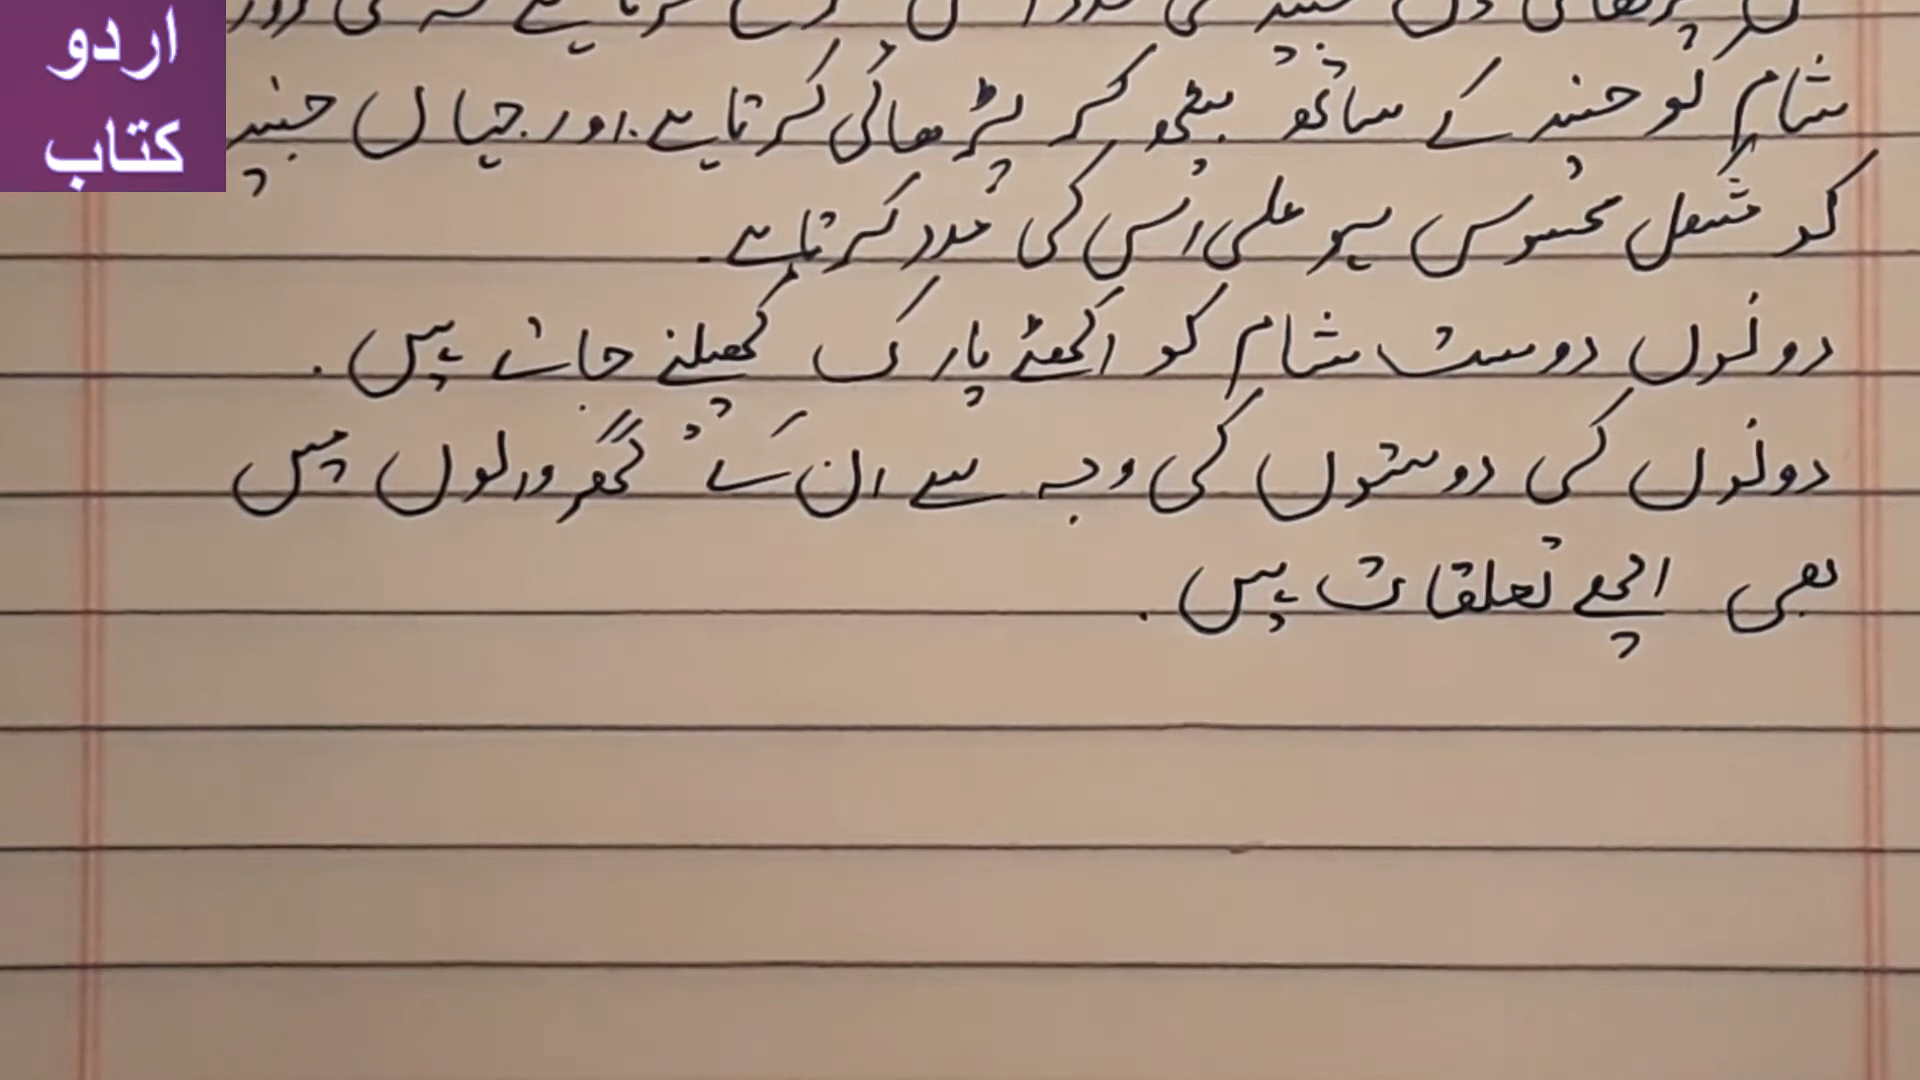 اردو
کتاب
شام کو جنید کے ساتھ بیٹھ کر پڑھائی کرتا ہے. اور جہاں جنید
کو مشکل محسوس ہو علی اُس کی مدد کرتا ہے.
دونوں دوست شام کو اکھٹے پارک کھیلنے جاتے ہیں.
دونوں کی دوستوں کی وجہ سے ان کے گھر والوں میں
بھی اچھے تعلقات ہیں.